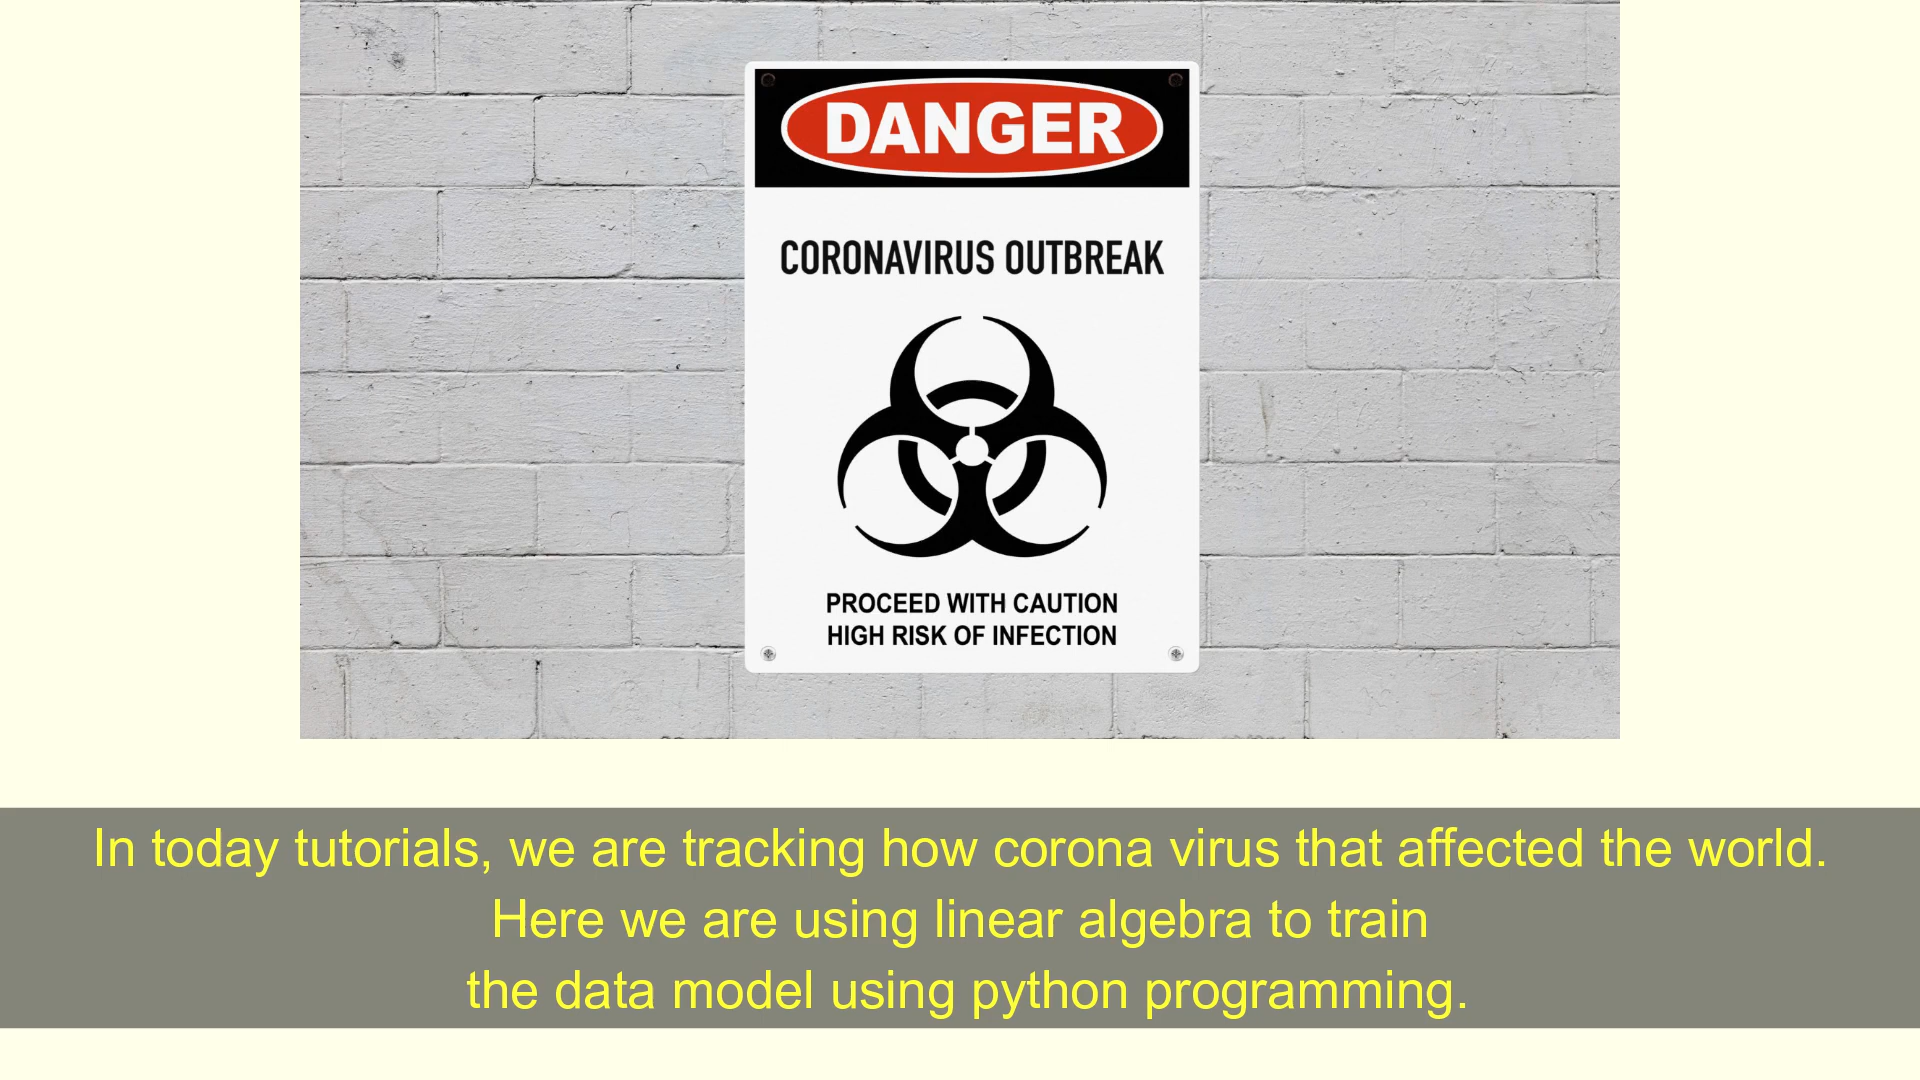 DANGER
CORONAVIRUS OUTBREAK
PROCEED WITH CAUTION
HIGH RISK OF INFECTION
In today tutorials, we are tracking how corona virus that affected the world.
Here we are using linear algebra to train
the data model using python programming.